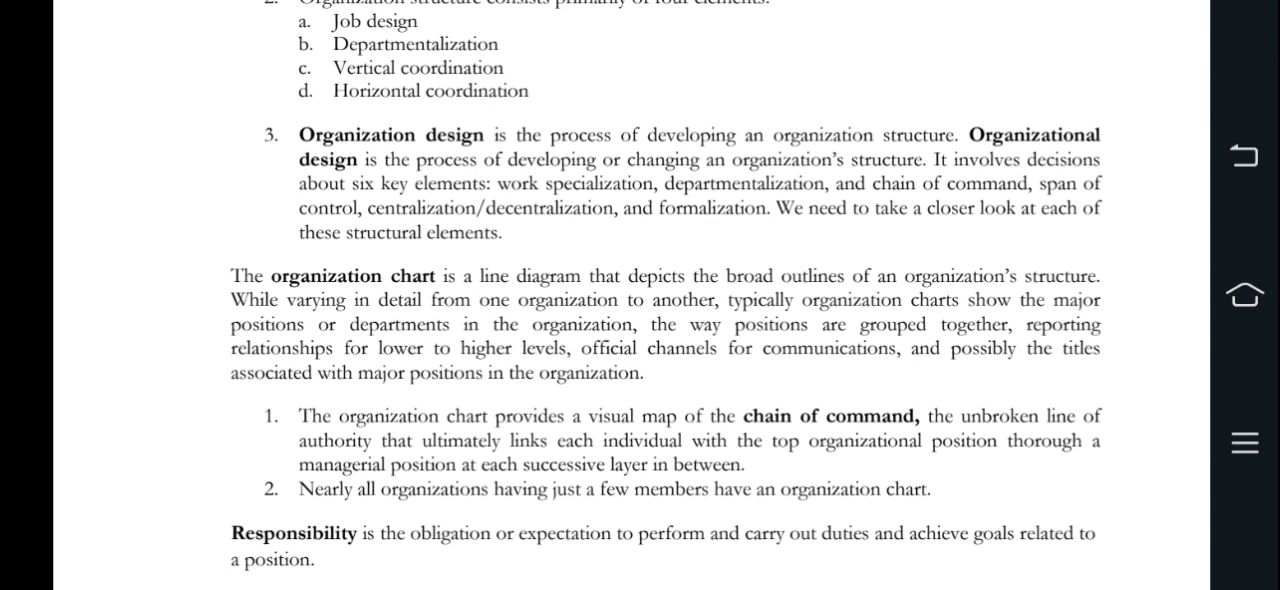 2. Organization structure consists primarily of four elements:
a. Job design
b. Departmentalization
c. Vertical coordination
d. Horizontal coordination
3. Organization design is the process of developing an organization structure. Organizational
design is the process of developing or changing an organization's structure. It involves decisions
about six key elements: work specialization, departmentalization, and chain of command, span of
control, centralization/decentralization, and formalization. We need to take a closer look at each of
these structural elements.
The organization chart is a line diagram that depicts the broad outlines of an organization's structure.
While varying in detail from one organization to another, typically organization charts show the major
positions or departments in the organization, the way positions are grouped together, reporting
relationships for lower to higher levels, official channels for communications, and possibly the titles
associated with major positions in the organization.
1. The organization chart provides a visual map of the chain of command, the unbroken line of
authority that ultimately links each individual with the top organizational position thorough a
managerial position at each successive layer in between.
2. Nearly all organizations having just a few members have an organization chart.
Responsibility is the obligation or expectation to perform and carry out duties and achieve goals related to
a position.